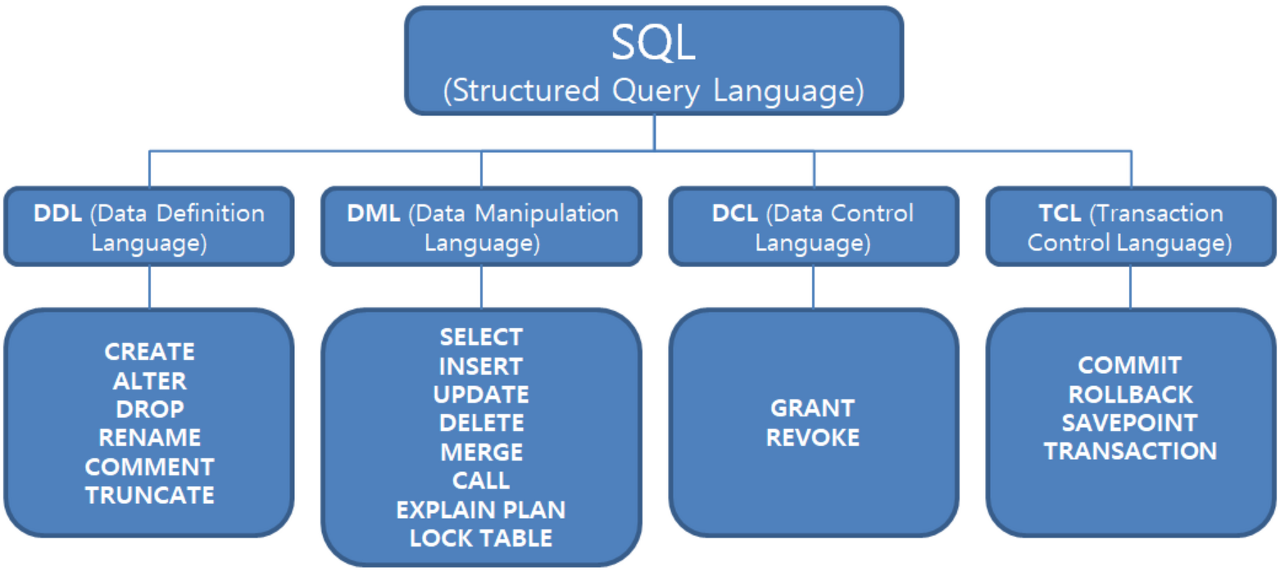 SQL
(Structured Query Language)
DDL (Data Definition
Language)
DML (Data Manipulation
Language)
DCL (Data Control
Language)
TCL (Transaction
Control Language)
CREATE
ALTER
DROP
RENAME
COMMENT
TRUNCATE
SELECT
INSERT
UPDATE
DELETE
MERGE
CALL
EXPLAIN PLAN
LOCK TABLE
GRANT
REVOKE
COMMIT
ROLLBACK
SAVEPOINT
TRANSACTION